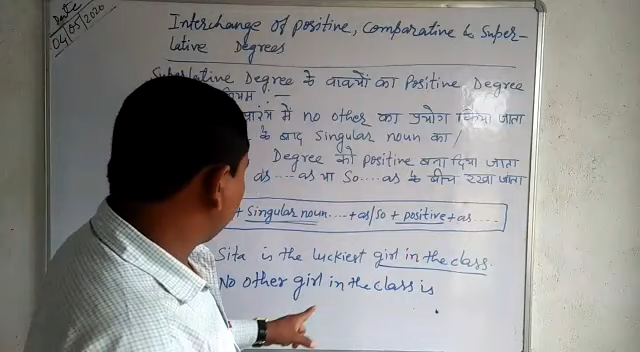 Date
04/05/2020
Interchange of positive, Comparative & Super-
lative Degrees
Superlative Degree के वाक्यों का Positive Degree
नियम :-
प्रारंभ में no other का प्रयोग किया जाता
के बाद Singular noun का /
Degree को positive बना दिया जाता
as....as या So....as के बीच रखा जाता
+ Singular noun....+as/So + positive +as.....
Sita is the luckiest girl in the class.
No other girl in the class is